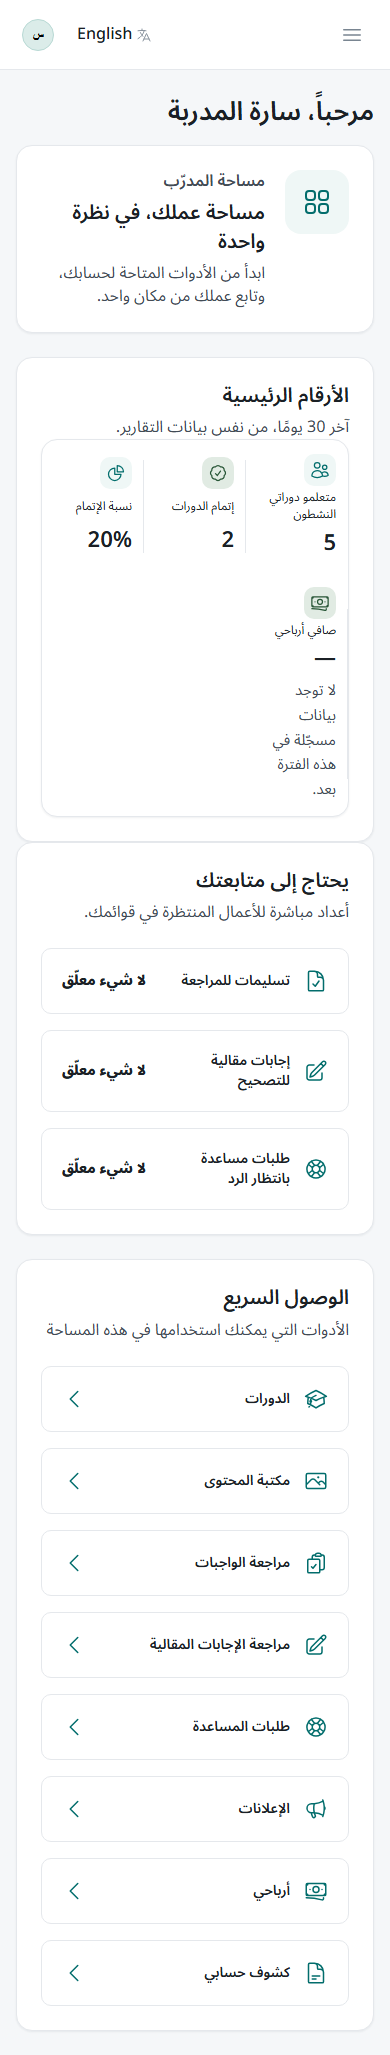 س
English
مرحباً، سارة المدربة
مساحة المدرّب
مساحة عملك، في نظرة
واحدة
ابدأ من الأدوات المتاحة لحسابك،
وتابع عملك من مكان واحد.
الأرقام الرئيسية
آخر 30 يومًا، من نفس بيانات التقارير.
متعلمو دوراتي
النشطون
5
إتمام الدورات
2
نسبة الإتمام
20%
صافي أرباحي
—
لا توجد
بيانات
مسجّلة في
هذه الفترة
بعد.
يحتاج إلى متابعتك
أعداد مباشرة للأعمال المنتظرة في قوائمك.
تسليمات للمراجعة
لا شيء معلّق
إجابات مقالية
للتصحيح
لا شيء معلّق
طلبات مساعدة
بانتظار الرد
لا شيء معلّق
الوصول السريع
الأدوات التي يمكنك استخدامها في هذه المساحة
الدورات
مكتبة المحتوى
مراجعة الواجبات
مراجعة الإجابات المقالية
طلبات المساعدة
الإعلانات
أرباحي
كشوف حسابي